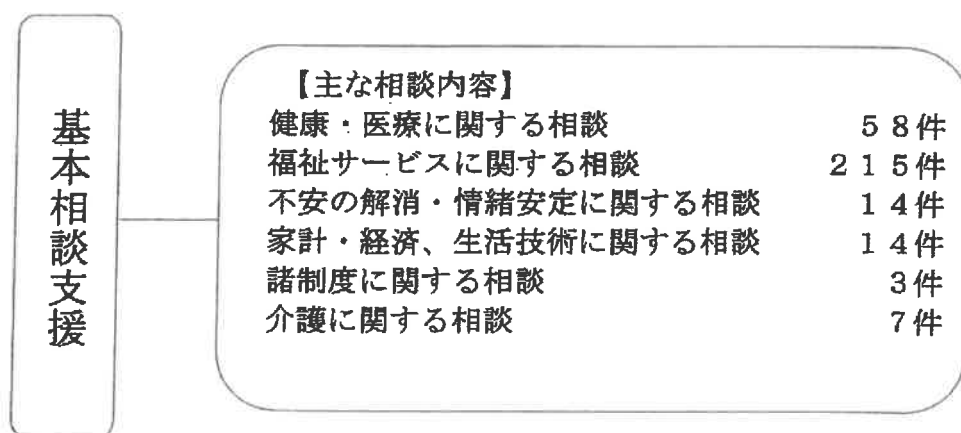 基本相談支援
【主な相談内容】
健康・医療に関する相談 58件
福祉サービスに関する相談 215件
不安の解消・情緒安定に関する相談 14件
家計・経済、生活技術に関する相談 14件
諸制度に関する相談 3件
介護に関する相談 7件